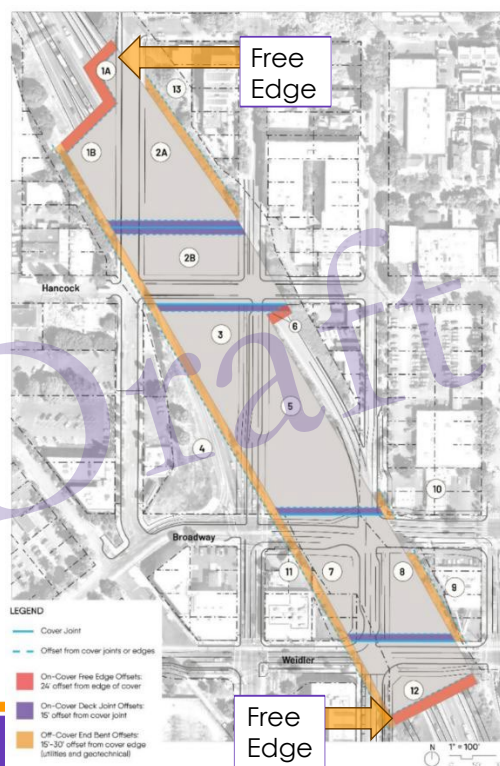 Free
Edge
1A
13
1B
2A
2B
Hancock
3
6
5
4
10
Broadway
11
7
8
9
Weidler
12
Draft
LEGEND
Cover Joint
Offset from cover joints or edges
On-Cover Free Edge Offsets:
24' offset from edge of cover
On-Cover Deck Joint Offsets:
15' offset from cover joint
Off-Cover End Bent Offsets:
15'-30' offset from cover edge
(utilities and geotechnical)
Free
Edge
N 1" = 100'